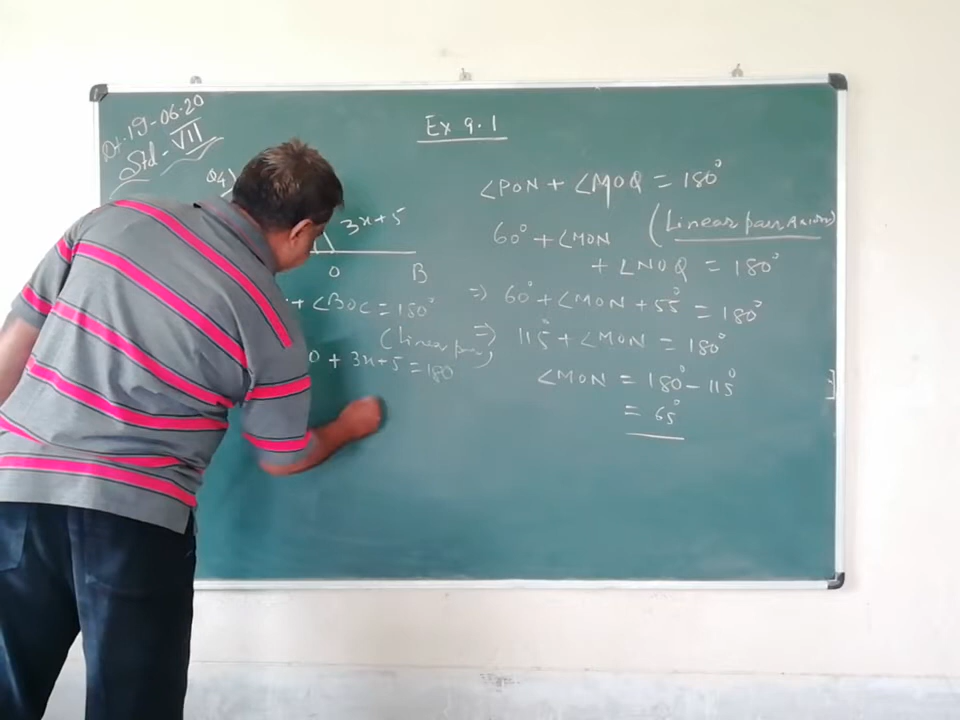 Dt. 19-06-20
Std - VII
Ex 9.1
Q4)
3x+5
O B
+ ∠BOC = 180°
(Linear pair)
0 + 3x+5 = 180
∠PON + ∠MOQ = 180°
(Linear pair Axiom)
60° + ∠MON
+ ∠NOQ = 180°
⇒ 60° + ∠MON + 55° = 180°
⇒ 115° + ∠MON = 180°
∠MON = 180° - 115°
= 65°